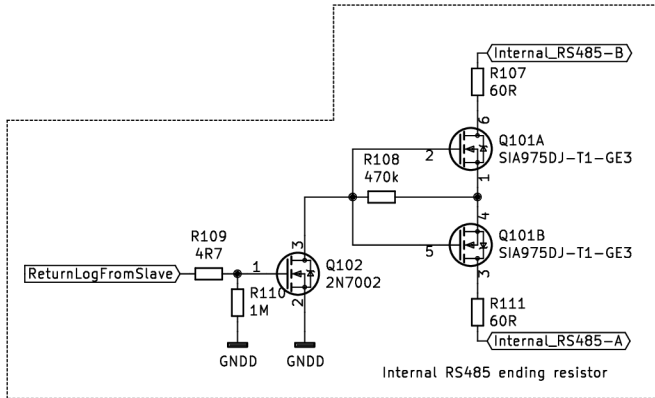 Internal_RS485-B
R107
60R
6
Q101A
SIA975DJ-T1-GE3
2
1
R108
470k
4
Q101B
SIA975DJ-T1-GE3
5
3
R109
4R7
3
ReturnLogFromSlave
1
Q102
2N7002
R110
1M
2
R111
60R
Internal_RS485-A
GNDD
GNDD
Internal RS485 ending resistor